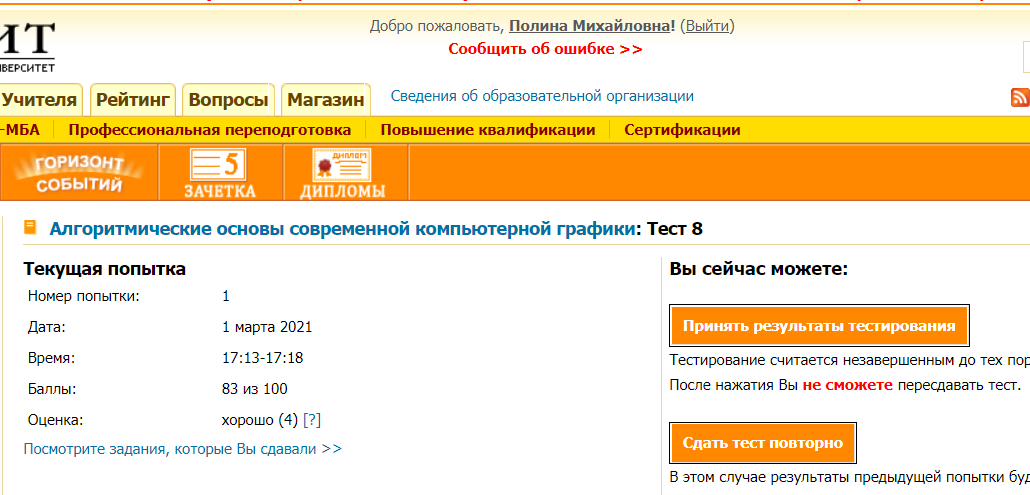 Добро пожаловать, Полина Михайловна! (Выйти)
Сообщить об ошибке >>
ИТ
Учителя Рейтинг Вопросы Магазин Сведения об образовательной организации
-МБА Профессиональная переподготовка Повышение квалификации Сертификации
ГОРИЗОНТ СОБЫТИЙ 5 ЗАЧЕТКА ДИПЛОМ ДИПЛОМЫ
Алгоритмические основы современной компьютерной графики: Тест 8
Текущая попытка
Номер попытки: 1
Дата: 1 марта 2021
Время: 17:13-17:18
Баллы: 83 из 100
Оценка: хорошо (4) [?]
Посмотрите задания, которые Вы сдавали >>
Вы сейчас можете:
Принять результаты тестирования
Тестирование считается незавершенным до тех пор
После нажатия Вы не сможете пересдавать тест.
Сдать тест повторно
В этом случае результаты предыдущей попытки буд